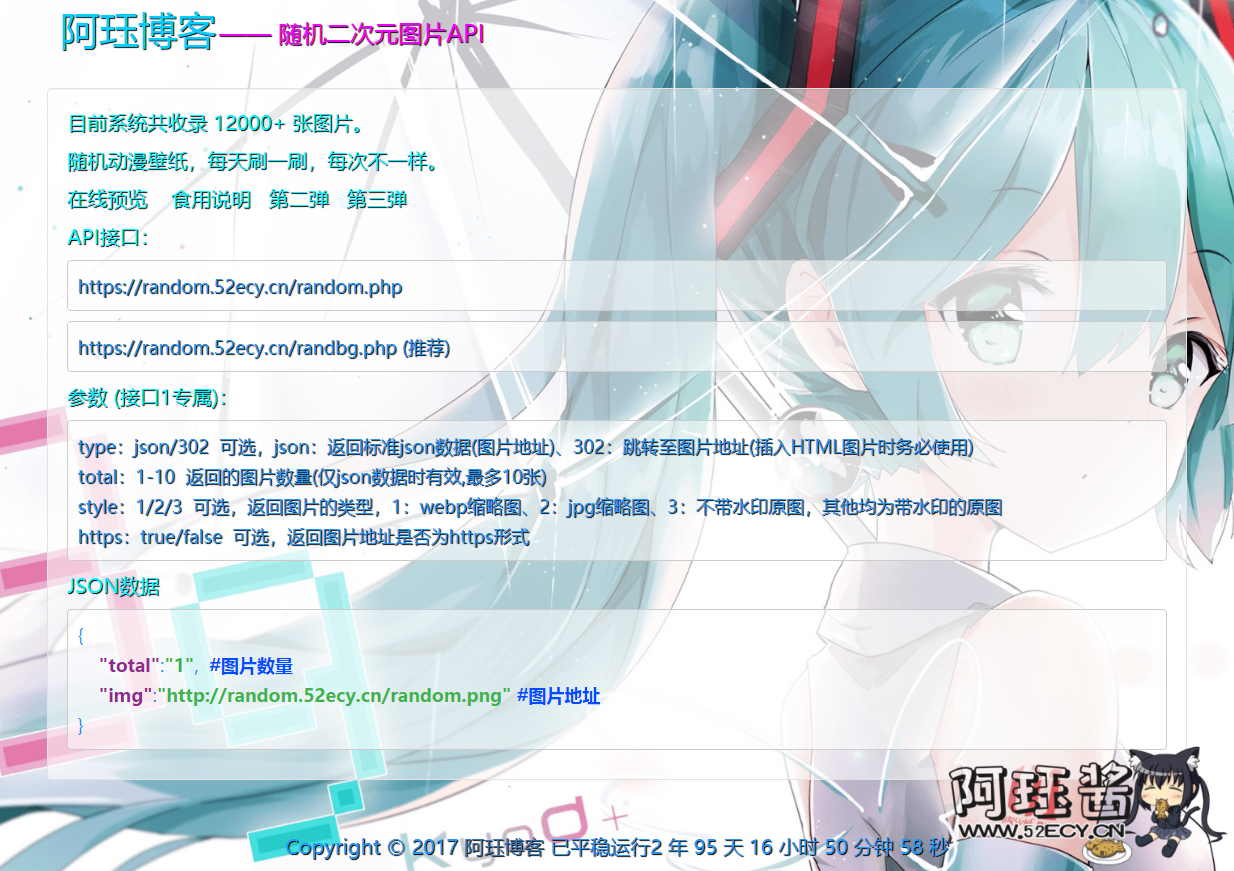 阿珏博客—— 随机二次元图片API
目前系统共收录 12000+ 张图片。
随机动漫壁纸，每天刷一刷，每次不一样。
在线预览 食用说明 第二弹 第三弹
API接口：
https://random.52ecy.cn/random.php
https://random.52ecy.cn/randbg.php (推荐)
参数 (接口1专属)：
type：json/302 可选，json：返回标准json数据(图片地址)、302：跳转至图片地址(插入HTML图片时务必使用)
total：1-10 返回的图片数量(仅json数据时有效,最多10张)
style：1/2/3 可选，返回图片的类型，1：webp缩略图、2：jpg缩略图、3：不带水印原图，其他均为带水印的原图
https：true/false 可选，返回图片地址是否为https形式
JSON数据
{
"total":"1", #图片数量
"img":"http://random.52ecy.cn/random.png" #图片地址
}
阿珏酱
WWW.52ECY.CN
Copyright © 2017 阿珏博客 已平稳运行2 年 95 天 16 小时 50 分钟 58 秒